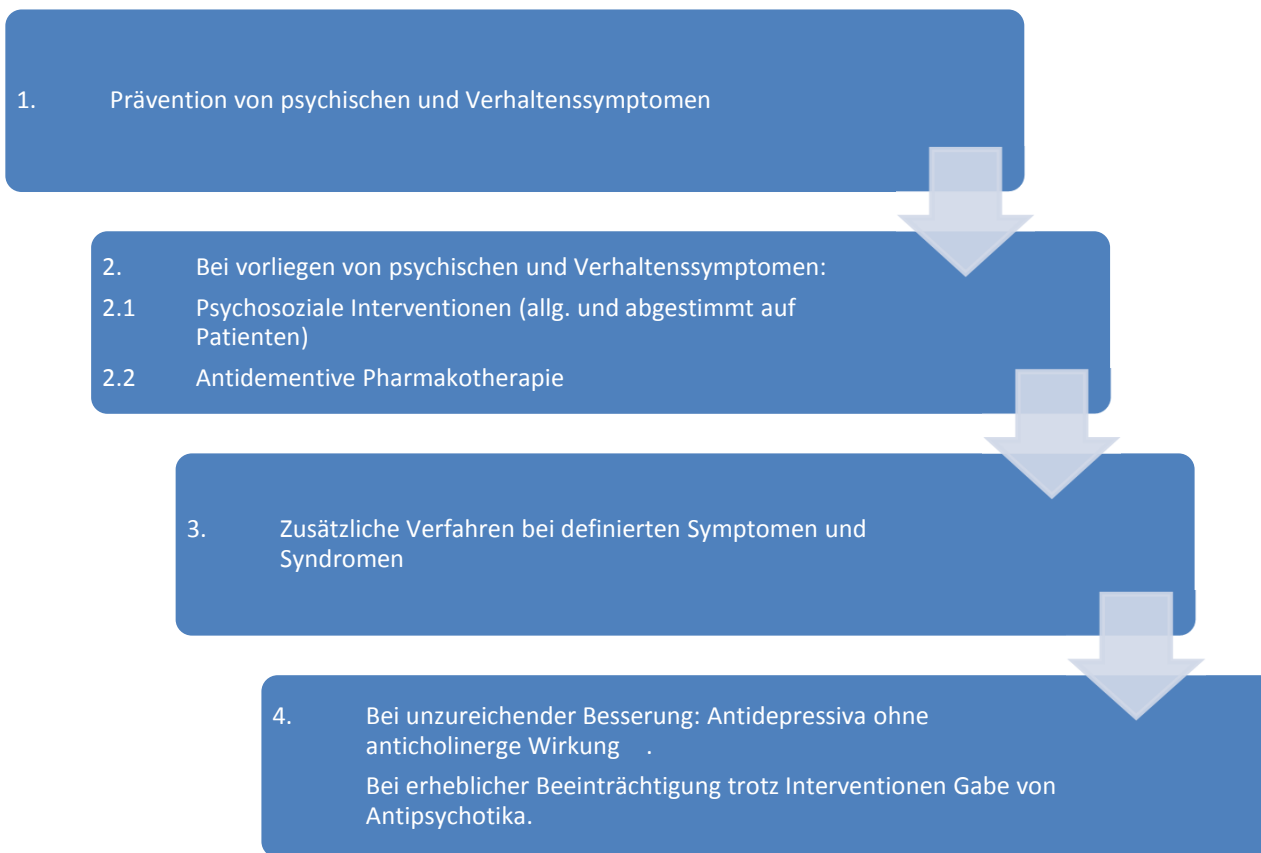 1. Prävention von psychischen und Verhaltenssymptomen
2. Bei vorliegen von psychischen und Verhaltenssymptomen:
2.1 Psychosoziale Interventionen (allg. und abgestimmt auf
Patienten)
2.2 Antidementive Pharmakotherapie
3. Zusätzliche Verfahren bei definierten Symptomen und
Syndromen
4. Bei unzureichender Besserung: Antidepressiva ohne
anticholinerge Wirkung .
Bei erheblicher Beeinträchtigung trotz Interventionen Gabe von
Antipsychotika.